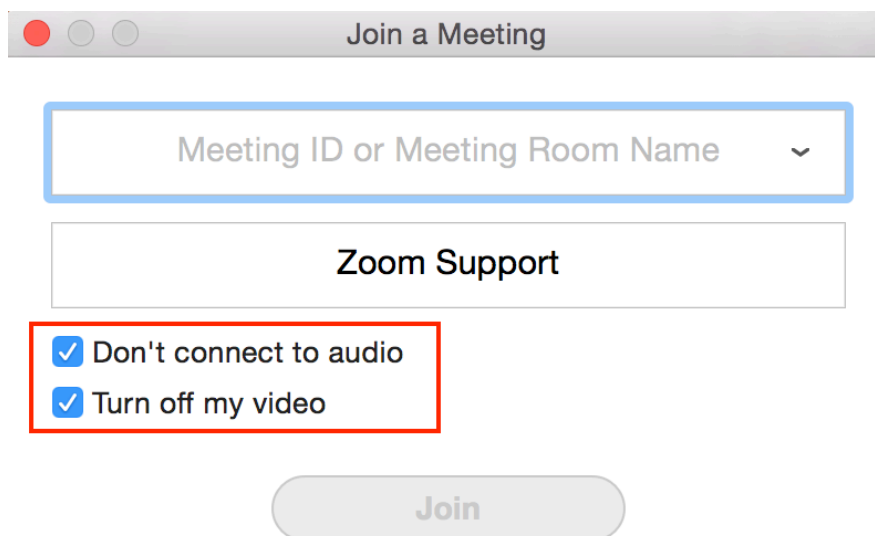 Join a Meeting
Meeting ID or Meeting Room Name
Zoom Support
Don't connect to audio
Turn off my video
Join